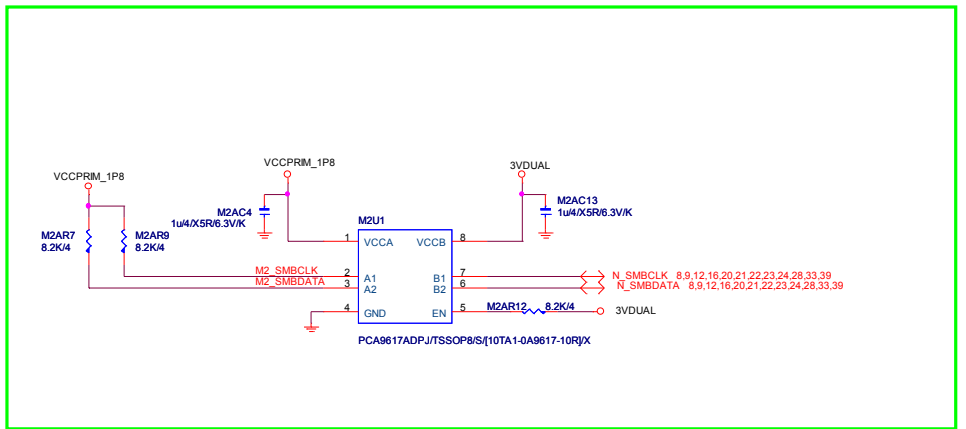 VCCPRIM_1P8
3VDUAL
VCCPRIM_1P8
M2AC4
1u/4/X5R/6.3V/K
M2AC13
1u/4/X5R/6.3V/K
M2U1
M2AR7
8.2K/4
M2AR9
8.2K/4
1 VCCA VCCB 8
M2_SMBCLK 2 A1 B1 7 N_SMBCLK 8,9,12,16,20,21,22,23,24,28,33,39
M2_SMBDATA 3 A2 B2 6 N_SMBDATA 8,9,12,16,20,21,22,23,24,28,33,39
4 GND EN 5 M2AR12 8.2K/4 3VDUAL
PCA9617ADPJ/TSSOP8/S/[10TA1-0A9617-10R]/X